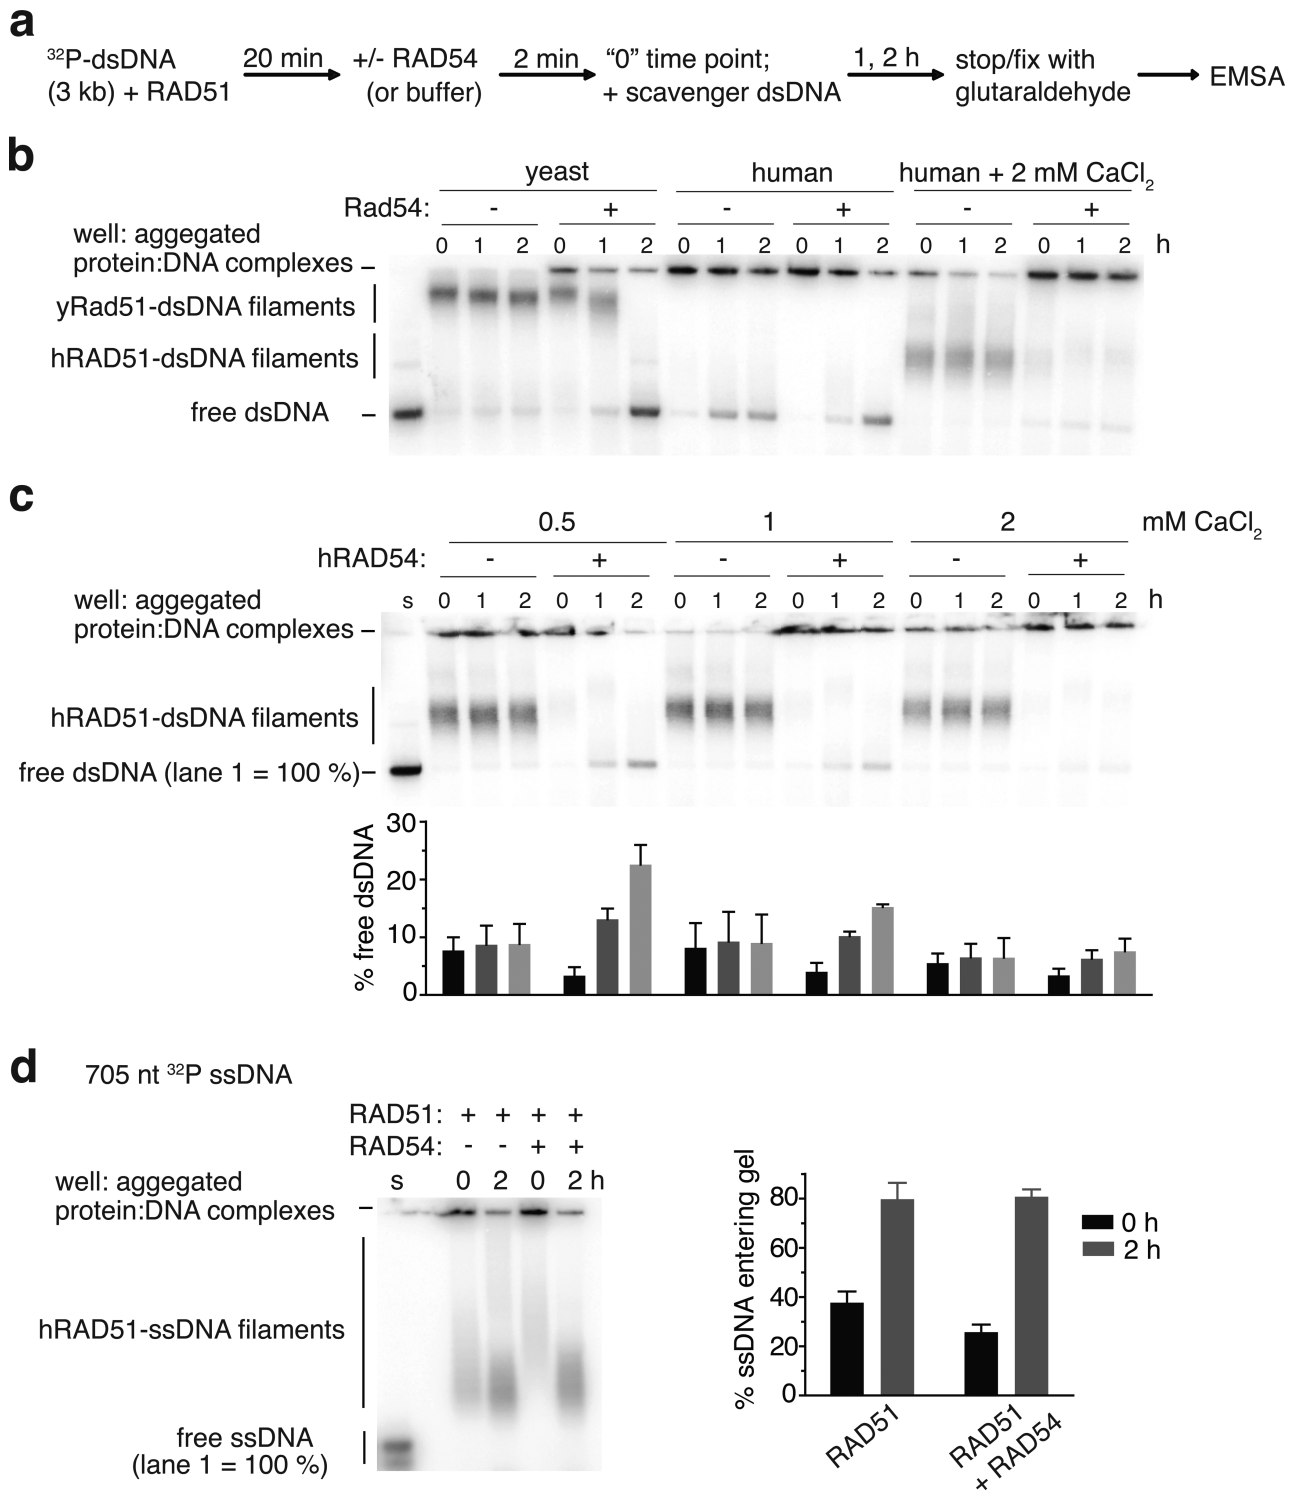 a
32P-dsDNA
(3 kb) + RAD51
20 min
+/- RAD54
(or buffer)
2 min
“0” time point;
+ scavenger dsDNA
1, 2 h
stop/fix with
glutaraldehyde
EMSA
b
yeast human human + 2 mM CaCl2
Rad54: - + - + - +
0 1 2 0 1 2 0 1 2 0 1 2 0 1 2 0 1 2 h
well: aggegated
protein:DNA complexes
yRad51-dsDNA filaments
hRAD51-dsDNA filaments
free dsDNA
c
0.5 1 2 mM CaCl2
hRAD54: - + - + - +
s 0 1 2 0 1 2 0 1 2 0 1 2 0 1 2 0 1 2 h
well: aggegated
protein:DNA complexes
hRAD51-dsDNA filaments
free dsDNA (lane 1 = 100 %)
% free dsDNA
30
20
10
0
d
705 nt 32P ssDNA
RAD51: + + + +
RAD54: - - + +
s 0 2 0 2 h
well: aggegated
protein:DNA complexes
hRAD51-ssDNA filaments
free ssDNA
(lane 1 = 100 %)
% ssDNA entering gel
80
60
40
20
0
RAD51
RAD51
+ RAD54
0 h
2 h